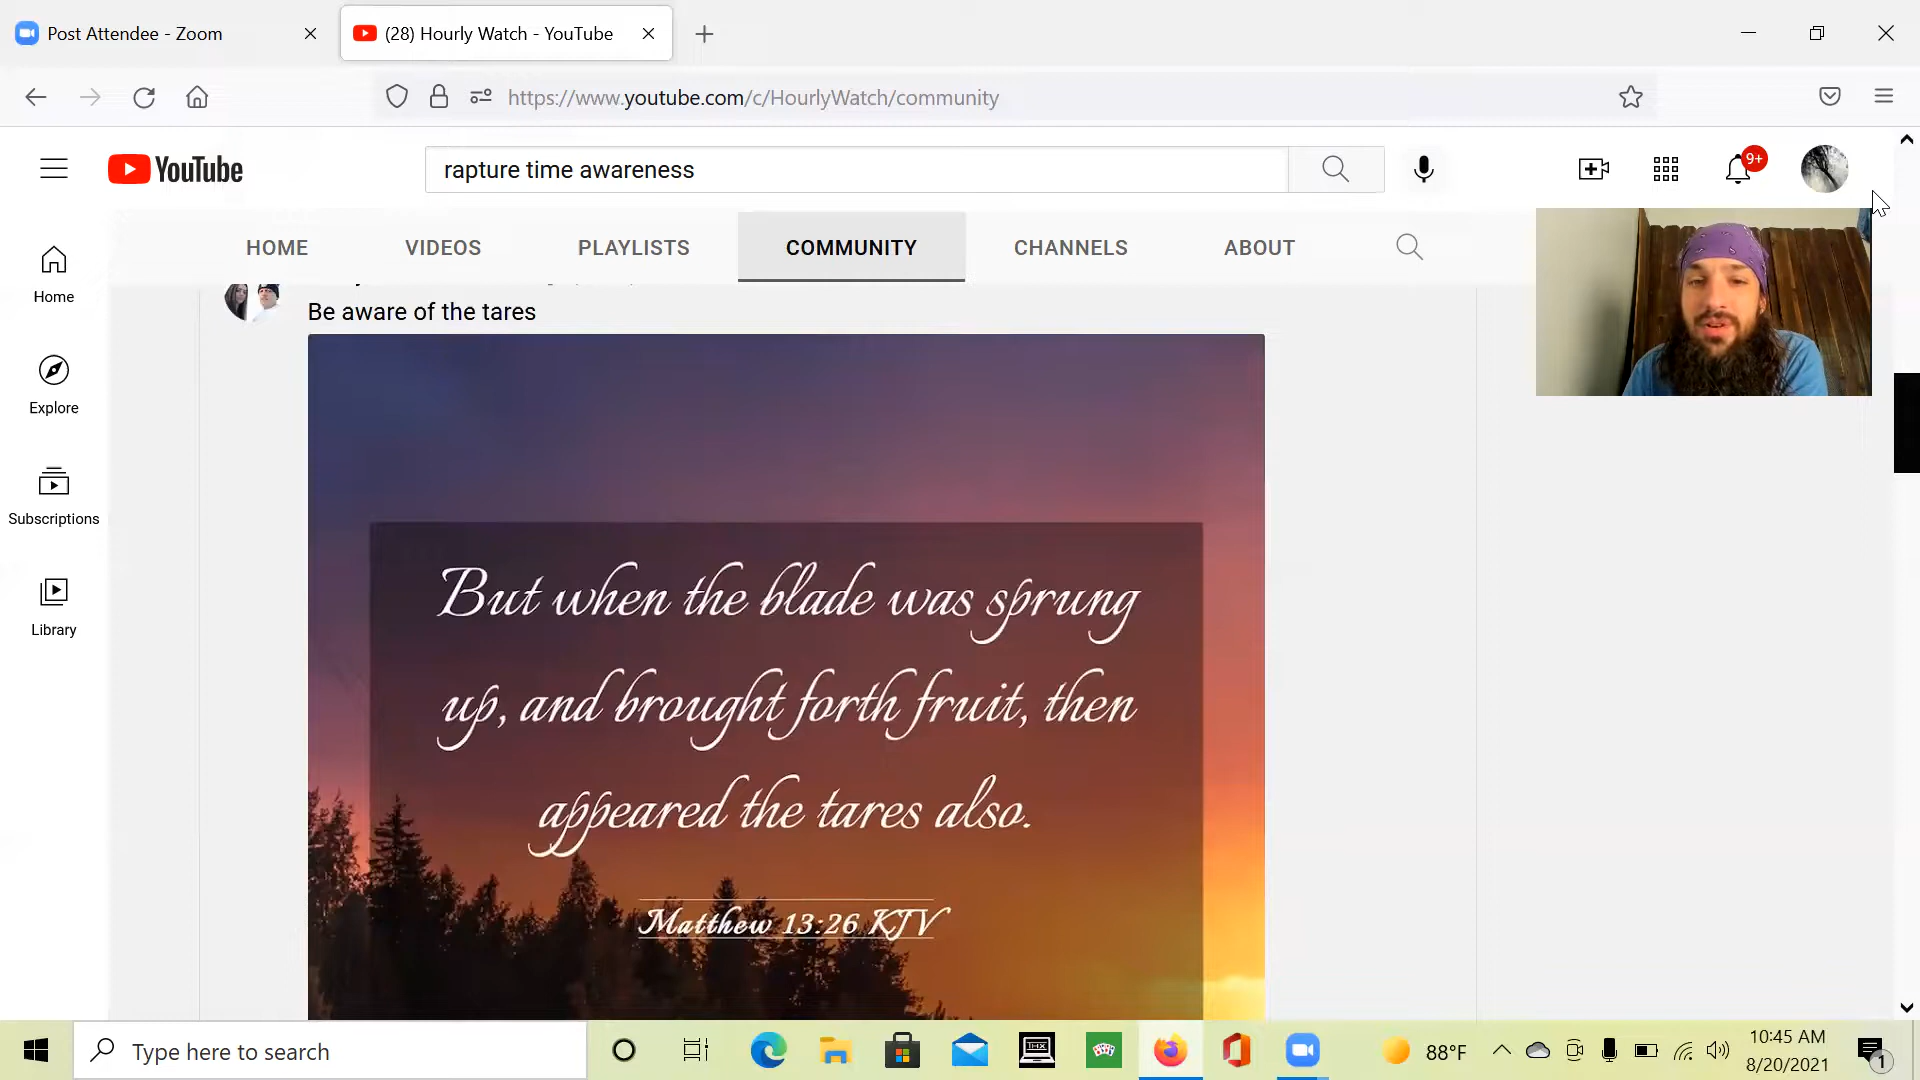 Post Attendee - Zoom
(28) Hourly Watch - YouTube
https://www.youtube.com/c/HourlyWatch/community
YouTube
rapture time awareness
9+
HOME
VIDEOS
PLAYLISTS
COMMUNITY
CHANNELS
ABOUT
Home
Explore
Subscriptions
Library
Be aware of the tares
But when the blade was sprung
up, and brought forth fruit, then
appeared the tares also.
Matthew 13:26 KJV
Type here to search
THX
88°F
10:45 AM
8/20/2021
1